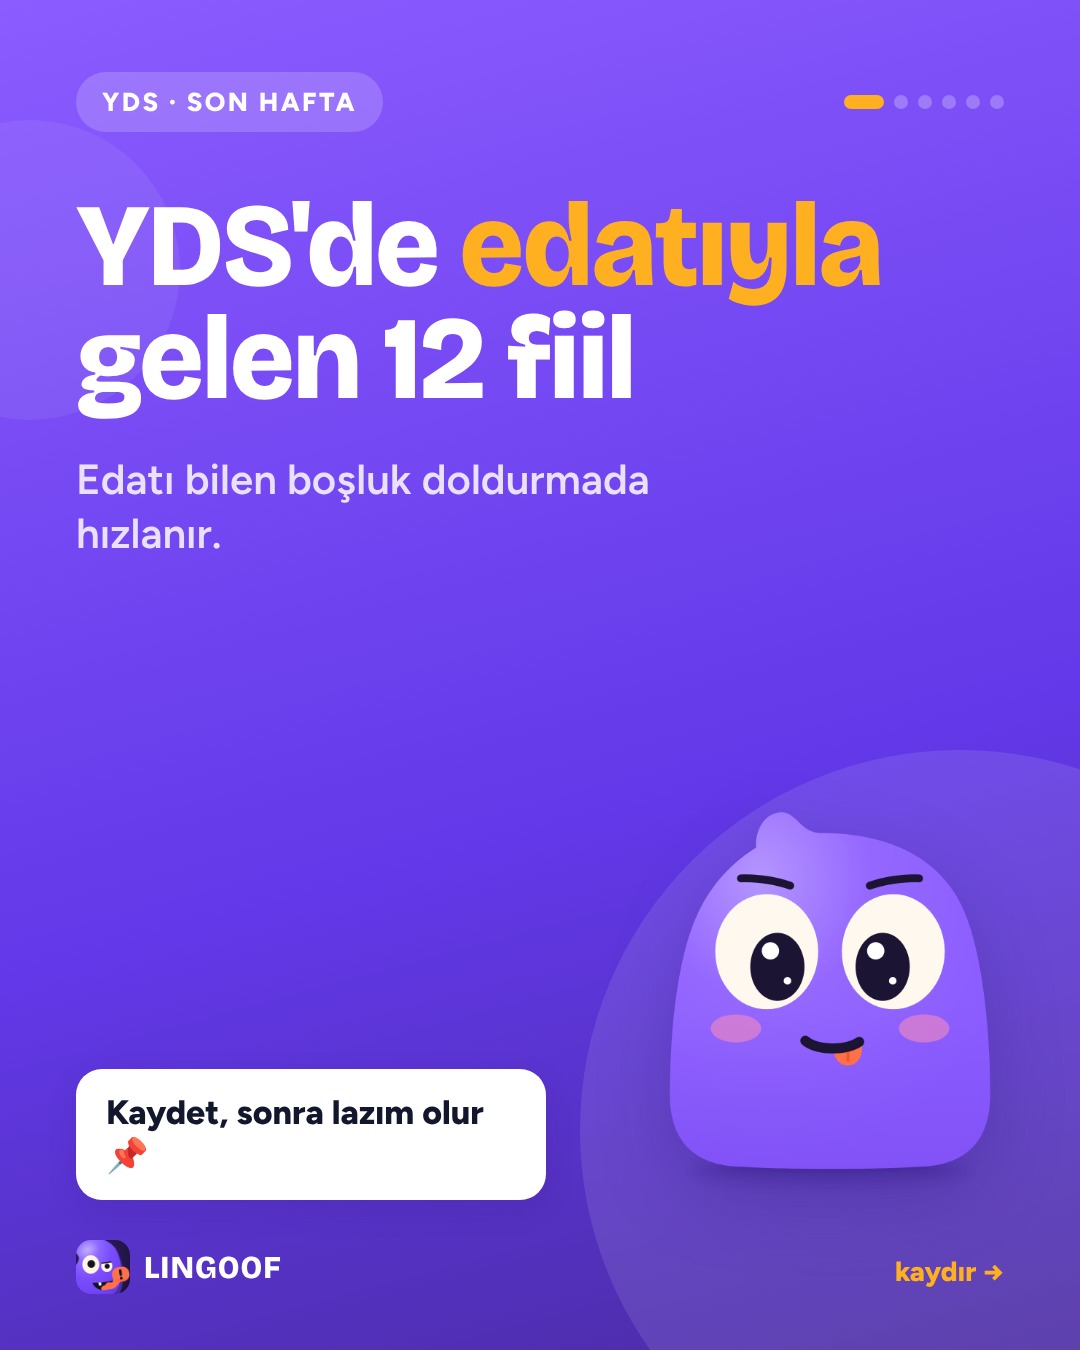 YDS · SON HAFTA
YDS'de edatıyla
gelen 12 fiil
Edatı bilen boşluk doldurmada
hızlanır.
Kaydet, sonra lazım olur
📌
LINGOOF
kaydır →